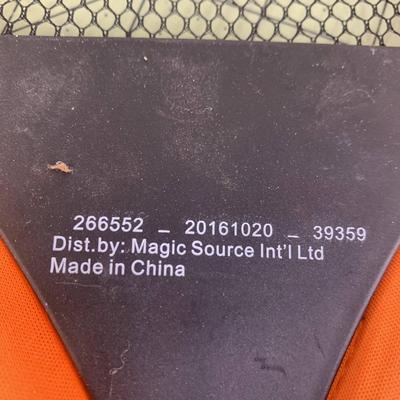 266552 – 20161020 – 39359
Dist.by: Magic Source Int'l Ltd
Made in China